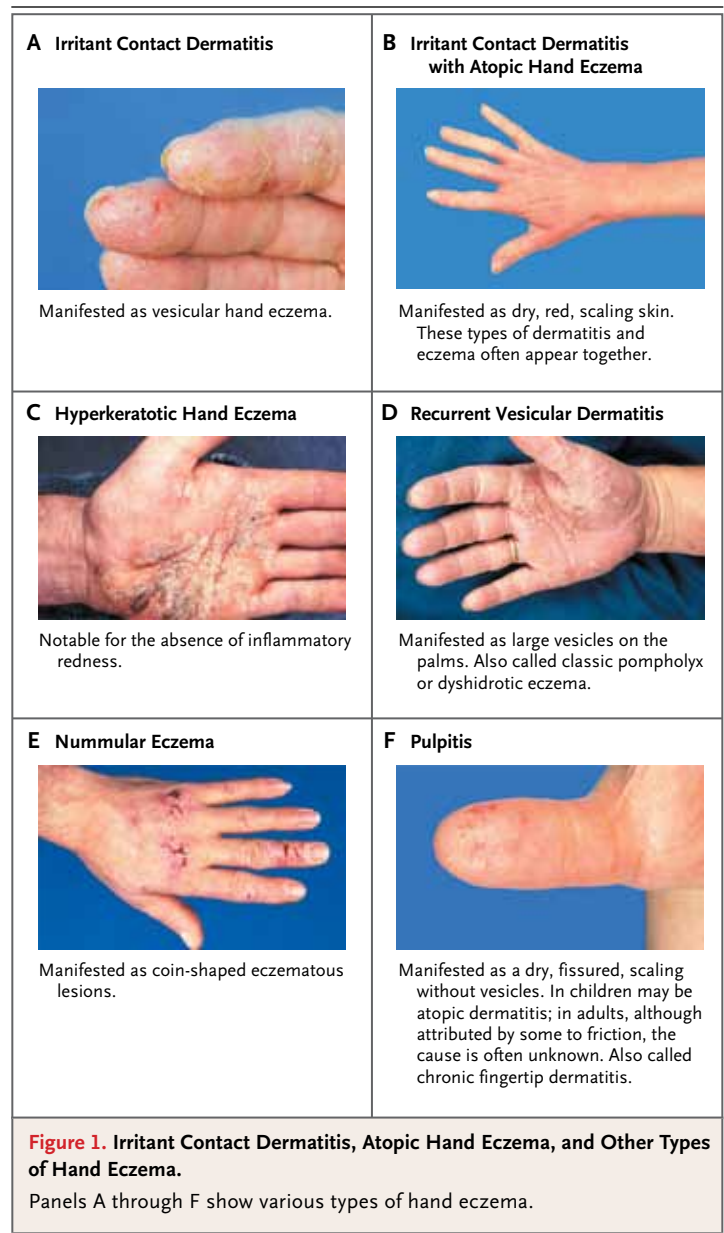 A Irritant Contact Dermatitis
Manifested as vesicular hand eczema.
B Irritant Contact Dermatitis
with Atopic Hand Eczema
Manifested as dry, red, scaling skin.
These types of dermatitis and
eczema often appear together.
C Hyperkeratotic Hand Eczema
Notable for the absence of inflammatory
redness.
D Recurrent Vesicular Dermatitis
Manifested as large vesicles on the
palms. Also called classic pompholyx
or dyshidrotic eczema.
E Nummular Eczema
Manifested as coin-shaped eczematous
lesions.
F Pulpitis
Manifested as a dry, fissured, scaling
without vesicles. In children may be
atopic dermatitis; in adults, although
attributed by some to friction, the
cause is often unknown. Also called
chronic fingertip dermatitis.
Figure 1. Irritant Contact Dermatitis, Atopic Hand Eczema, and Other Types
of Hand Eczema.
Panels A through F show various types of hand eczema.